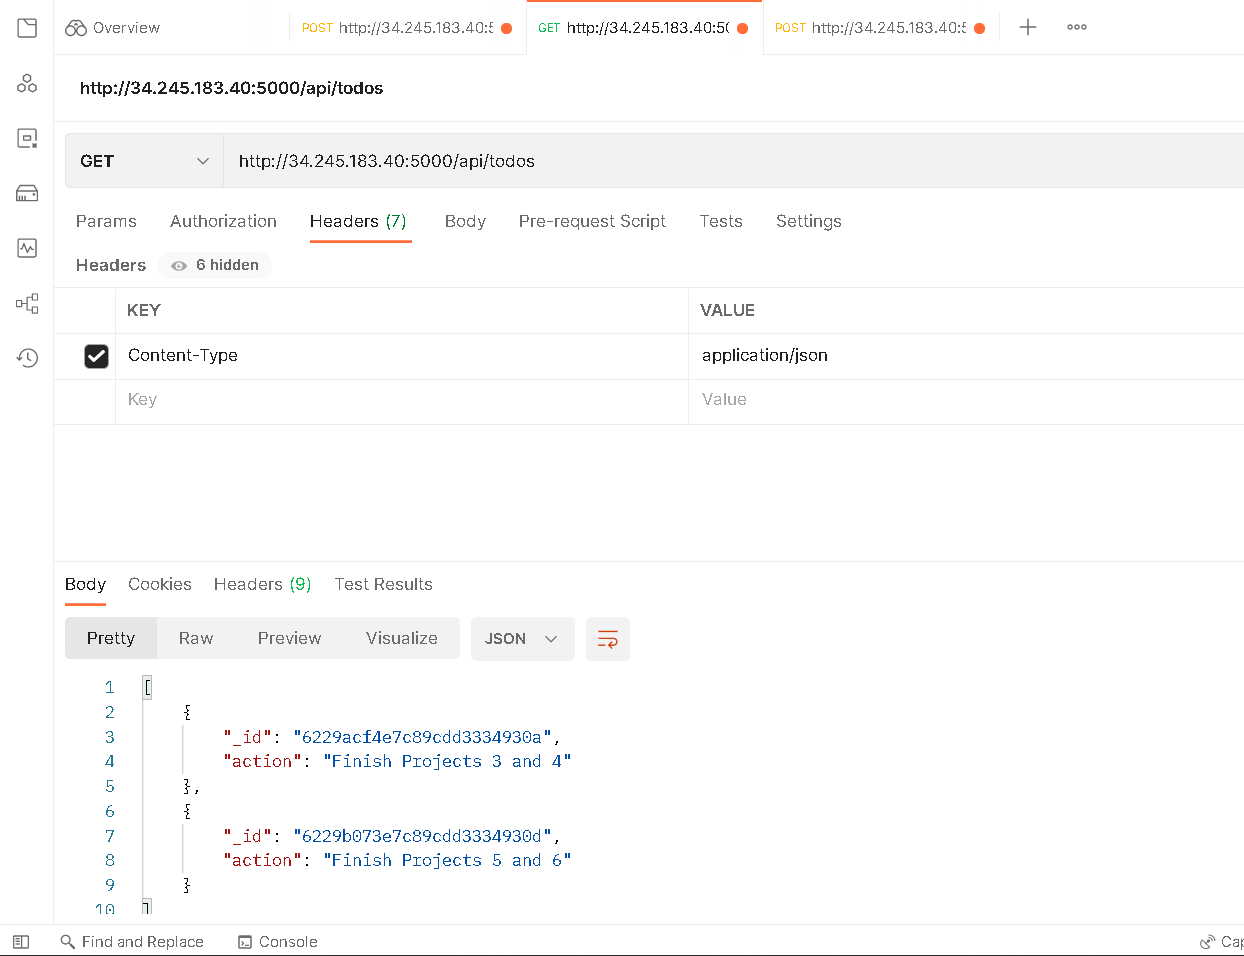 Overview
POST http://34.245.183.40:5
GET http://34.245.183.40:50
POST http://34.245.183.40:5
http://34.245.183.40:5000/api/todos
GET http://34.245.183.40:5000/api/todos
Params Authorization Headers (7) Body Pre-request Script Tests Settings
Headers 6 hidden
KEY VALUE
Content-Type application/json
Key Value
Body Cookies Headers (9) Test Results
Pretty Raw Preview Visualize JSON
1 [
2 {
3 "_id": "6229acf4e7c89cdd3334930a",
4 "action": "Finish Projects 3 and 4"
5 },
6 {
7 "_id": "6229b073e7c89cdd3334930d",
8 "action": "Finish Projects 5 and 6"
9 }
10 ]
Find and Replace Console Cap